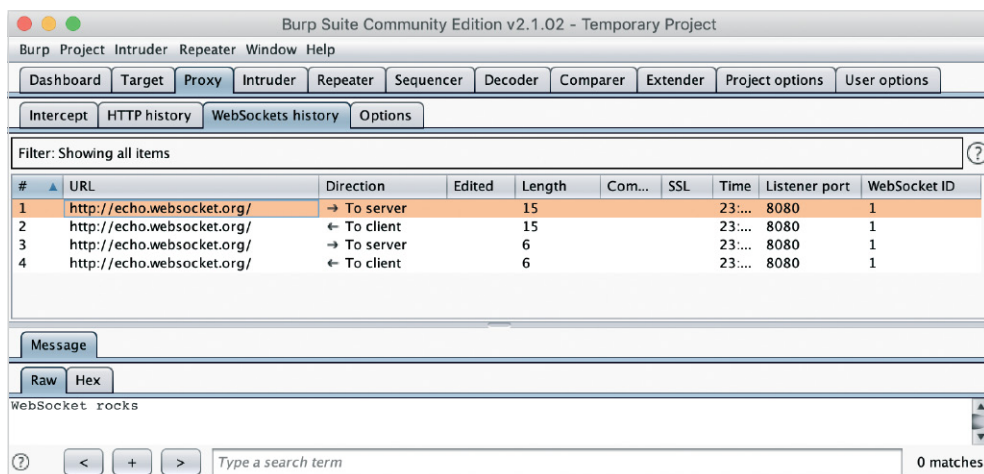 Burp Suite Community Edition v2.1.02 - Temporary Project
Burp Project Intruder Repeater Window Help
Dashboard Target Proxy Intruder Repeater Sequencer Decoder Comparer Extender Project options User options
Intercept HTTP history WebSockets history Options
Filter: Showing all items ?
# ▲ URL Direction Edited Length Com... SSL Time Listener port WebSocket ID
1 http://echo.websocket.org/ → To server 15 23:... 8080 1
2 http://echo.websocket.org/ ← To client 15 23:... 8080 1
3 http://echo.websocket.org/ → To server 6 23:... 8080 1
4 http://echo.websocket.org/ ← To client 6 23:... 8080 1
Message
Raw Hex
WebSocket rocks
? < + > Type a search term 0 matches